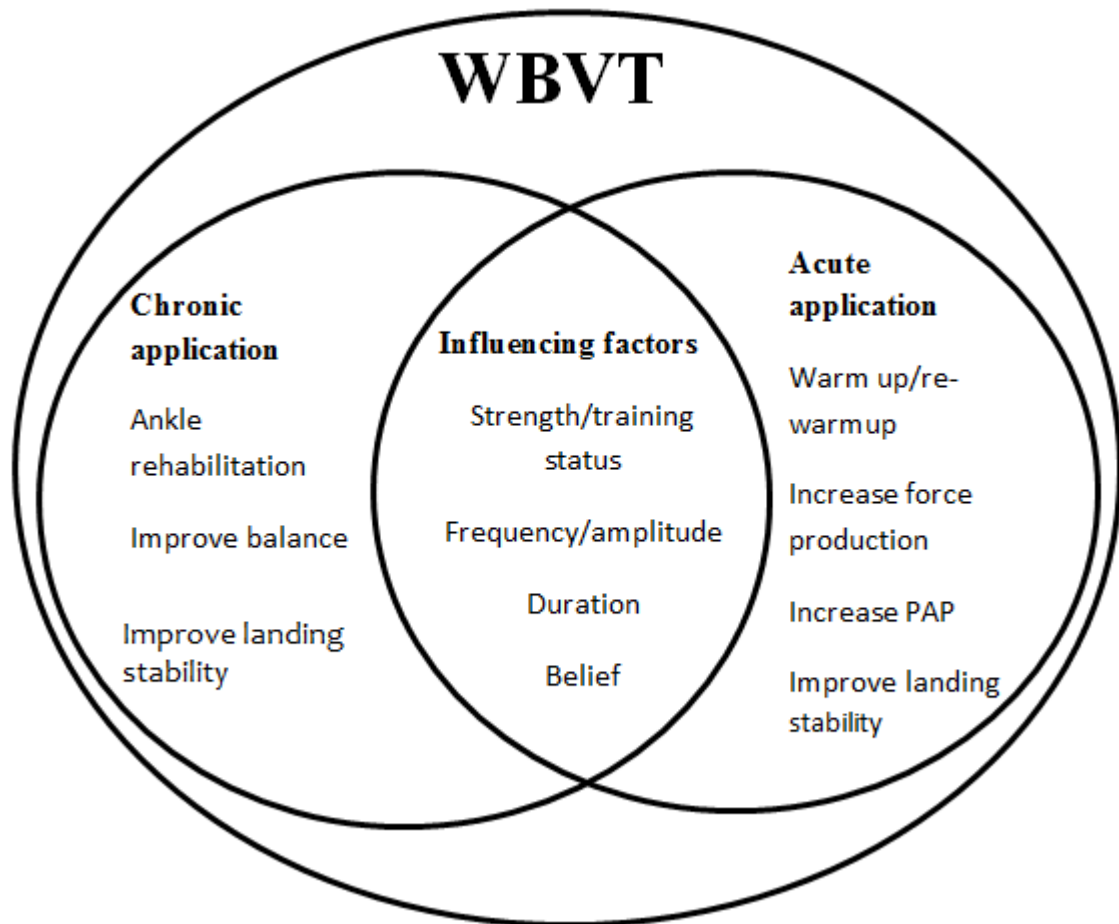 WBVT
Chronic
application
Ankle
rehabilitation
Improve balance
Improve landing
stability
Influencing factors
Strength/training
status
Frequency/amplitude
Duration
Belief
Acute
application
Warm up/re-
warmup
Increase force
production
Increase PAP
Improve landing
stability